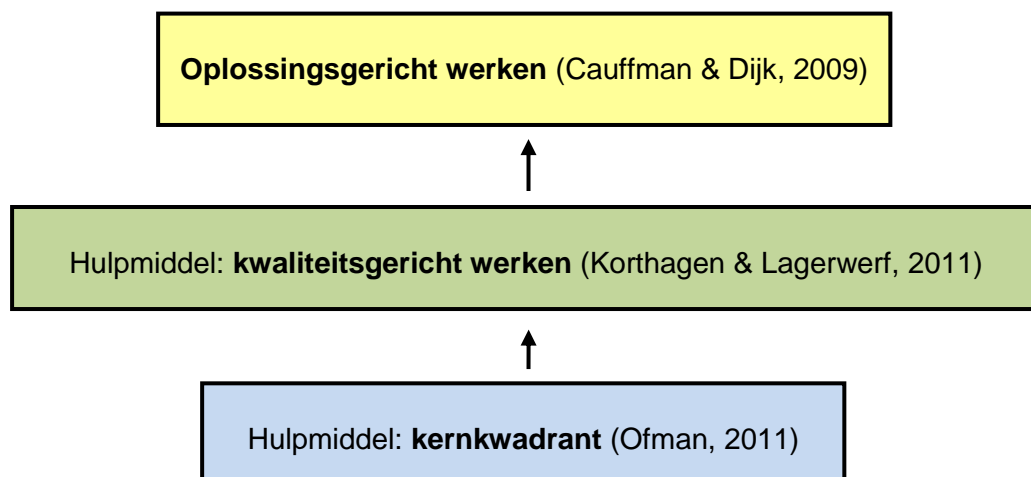 Oplossingsgericht werken (Cauffman & Dijk, 2009)
Hulpmiddel: kwaliteitsgericht werken (Korthagen & Lagerwerf, 2011)
Hulpmiddel: kernkwadrant (Ofman, 2011)